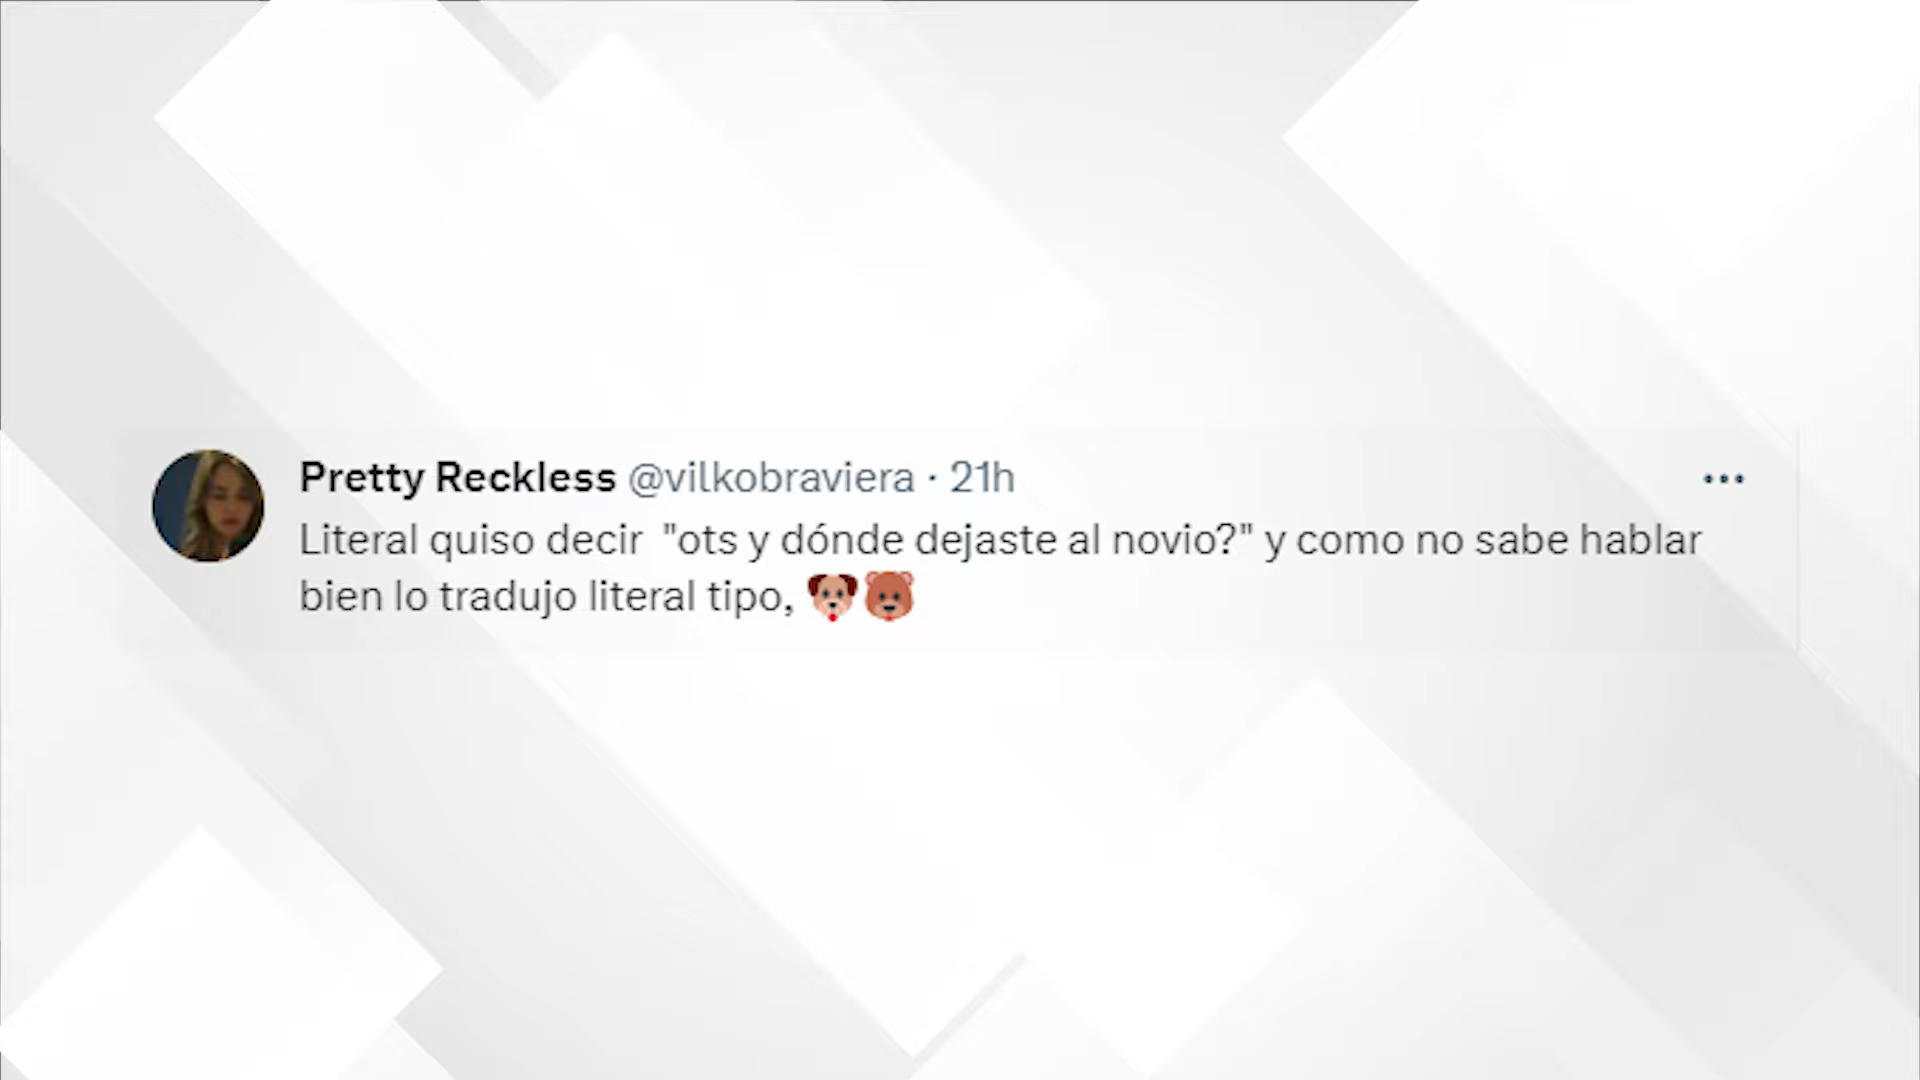 Pretty Reckless @vilkobraviera · 21h
Literal quiso decir "ots y dónde dejaste al novio?" y como no sabe hablar
bien lo tradujo literal tipo, 🐶🐻